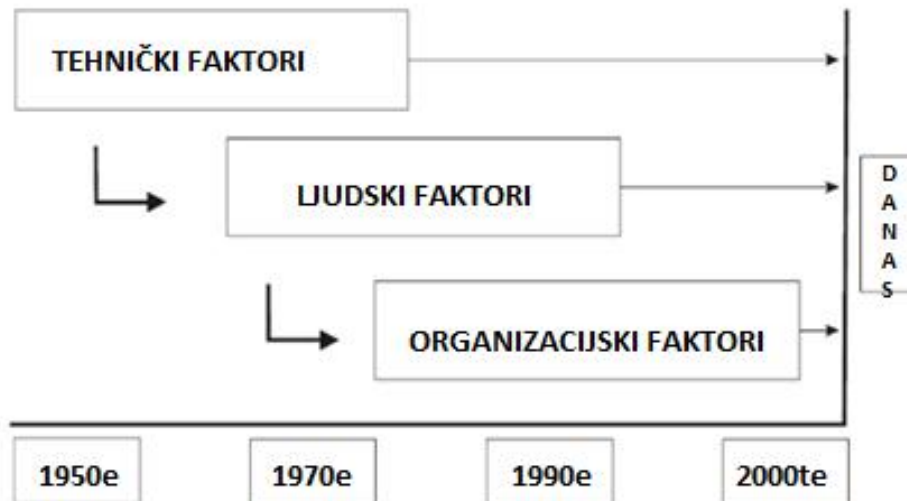 TEHNIČKI FAKTORI
LJUDSKI FAKTORI
D
A
N
A
S
ORGANIZACIJSKI FAKTORI
1950e
1970e
1990e
2000te